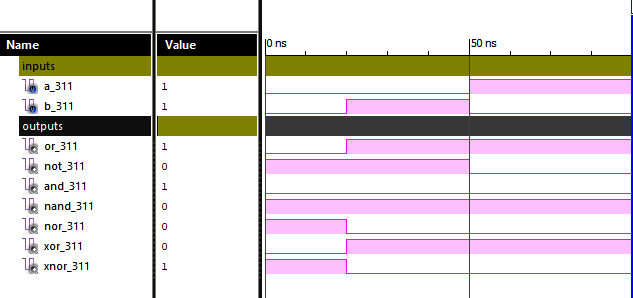 Name Value 0 ns 50 ns
inputs
a_311 1
b_311 1
outputs
or_311 1
not_311 0
and_311 1
nand_311 0
nor_311 0
xor_311 0
xnor_311 1